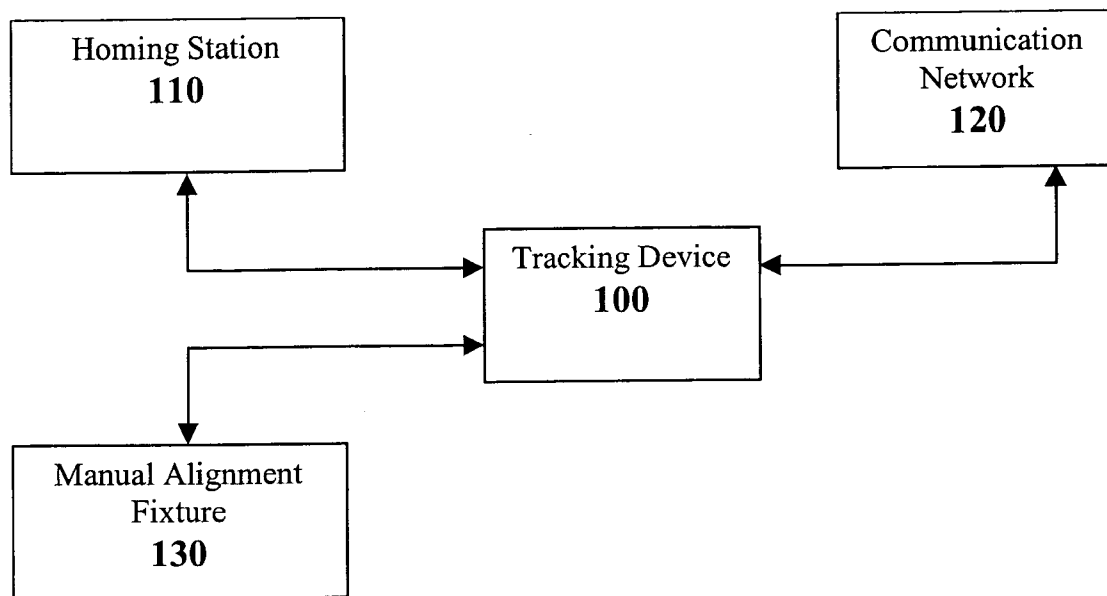 Homing Station
110
Communication
Network
120
Tracking Device
100
Manual Alignment
Fixture
130